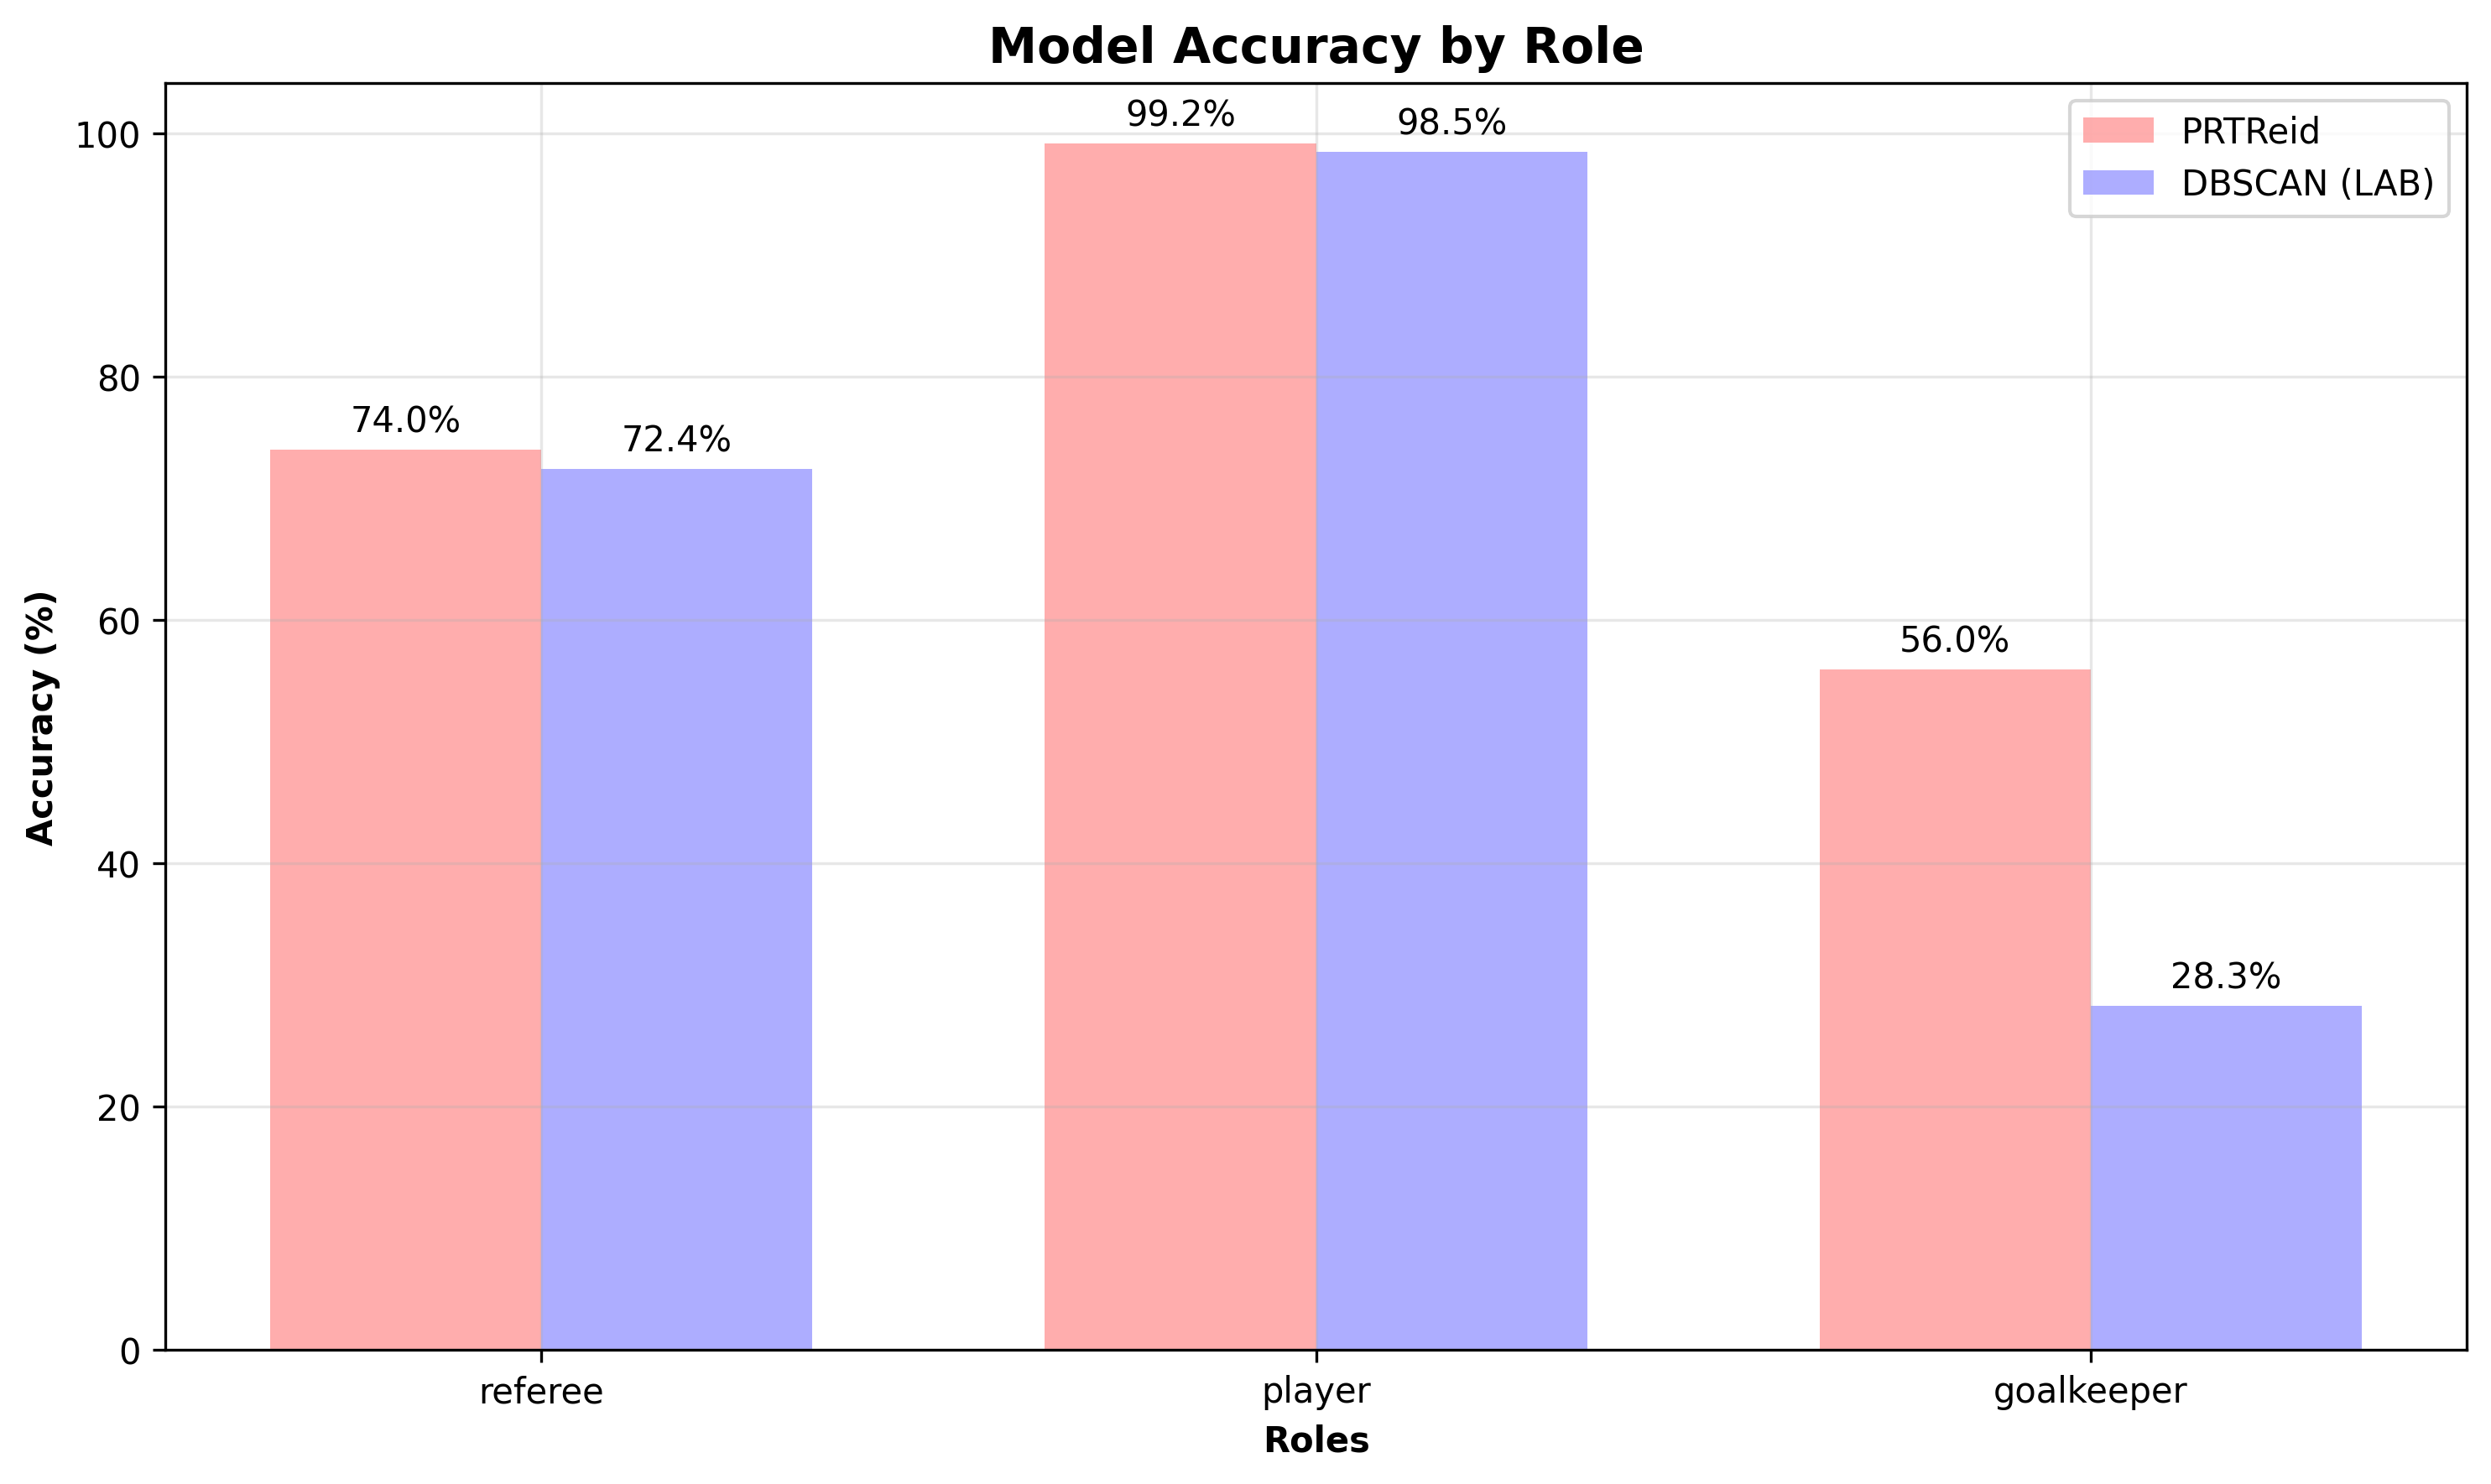 Model Accuracy by Role
PRTReid
DBSCAN (LAB)
Accuracy (%)
100
80
60
40
20
0
74.0%
72.4%
99.2%
98.5%
56.0%
28.3%
referee
player
goalkeeper
Roles